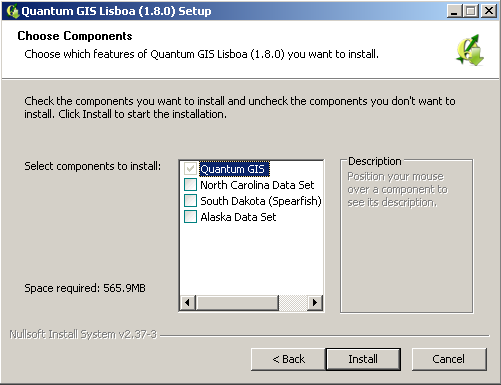 Quantum GIS Lisboa (1.8.0) Setup
Choose Components
Choose which features of Quantum GIS Lisboa (1.8.0) you want to install.
Check the components you want to install and uncheck the components you don't want to
install. Click Install to start the installation.
Select components to install:
Quantum GIS
North Carolina Data Set
South Dakota (Spearfish)
Alaska Data Set
Description
Position your mouse
over a component to
see its description.
Space required: 565.9MB
Nullsoft Install System v2.37-3
< Back
Install
Cancel